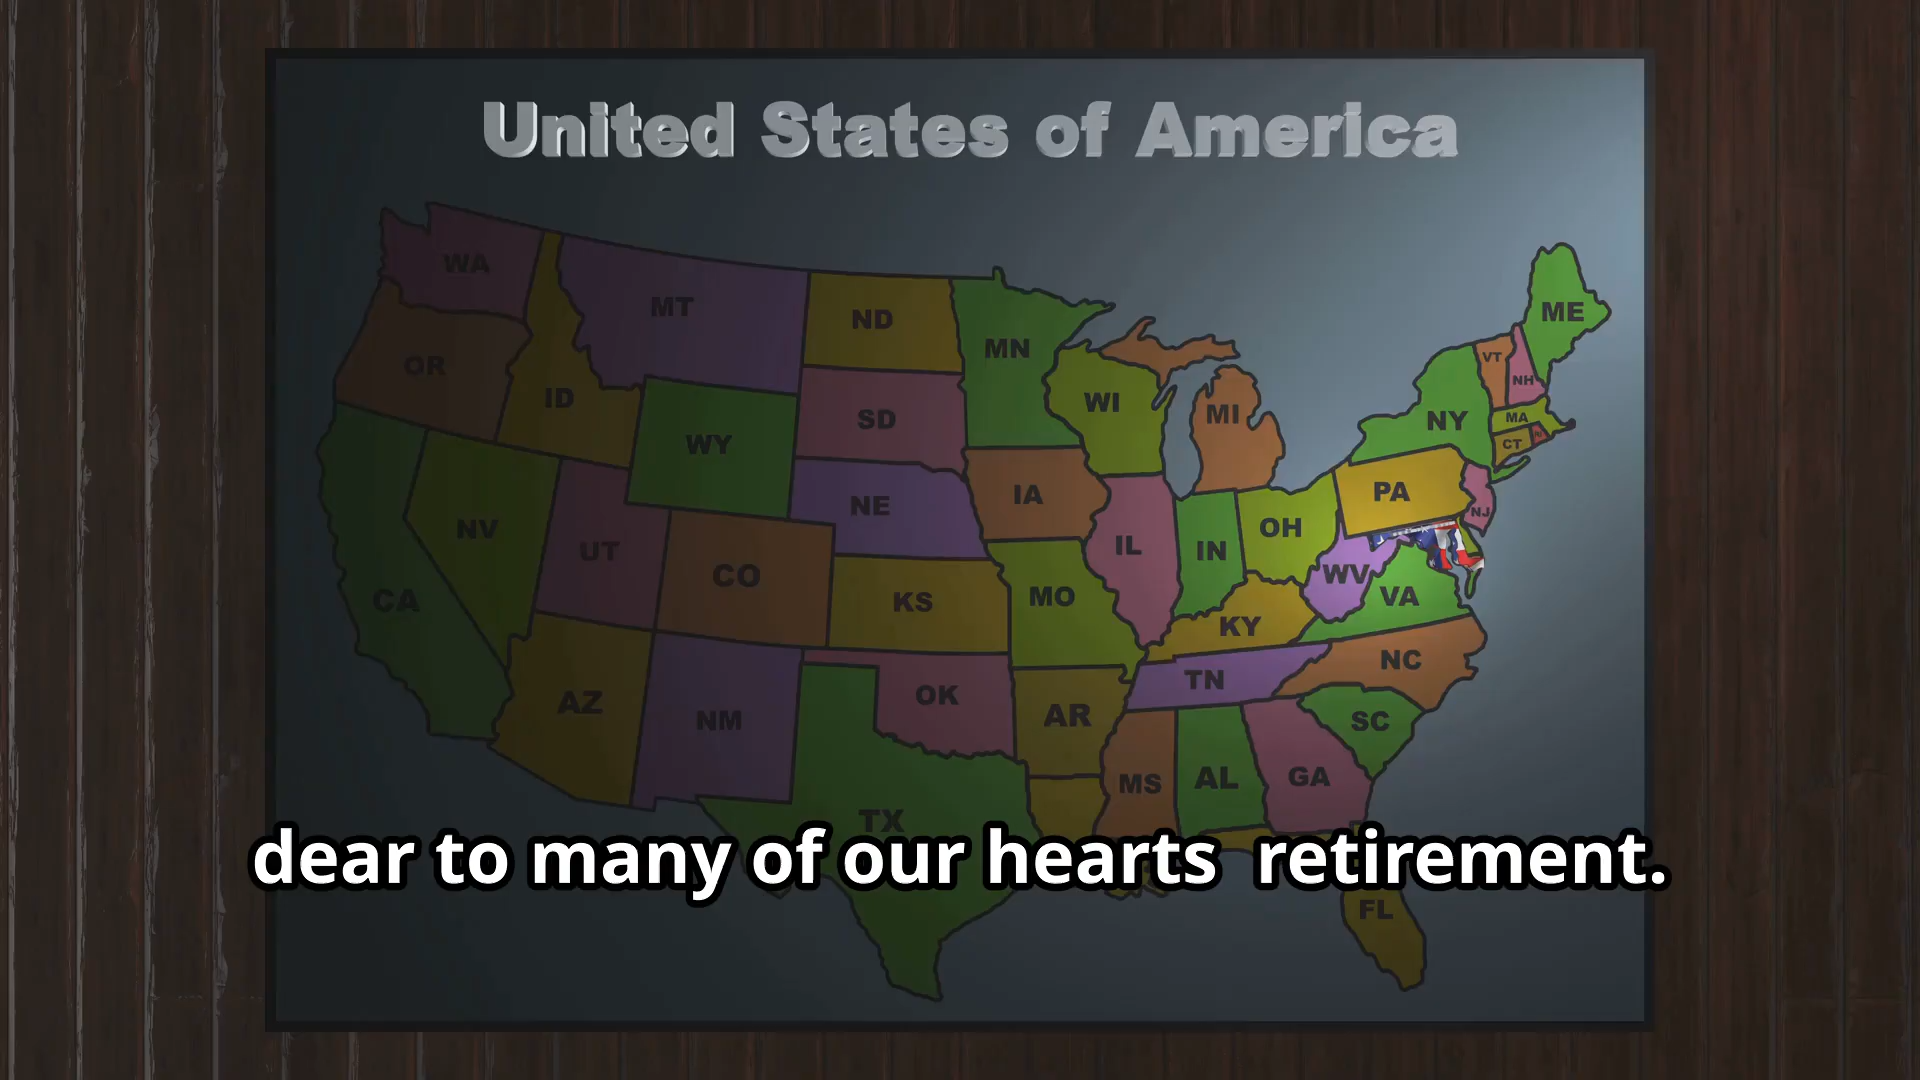 United States of America
WA
MT
ND
MN
ME
OR
ID
SD
WI
MI
VT
NH
NY
MA
CT
WY
NE
IA
PA
NJ
NV
UT
CO
KS
MO
IL
IN
OH
WV
VA
CA
KY
NC
AZ
NM
OK
AR
TN
SC
TX
MS
AL
GA
dear to many of our hearts  retirement.
FL